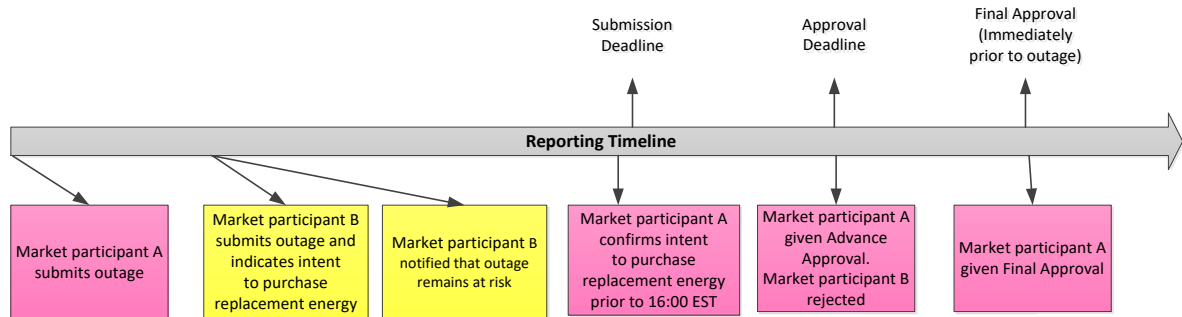 Submission
Deadline
Approval
Deadline
Final Approval
(Immediately
prior to outage)
Reporting Timeline
Market participant A
submits outage
Market participant B
submits outage and
indicates intent
to purchase
replacement energy
Market participant B
notified that outage
remains at risk
Market participant A
confirms intent
to purchase
replacement energy
prior to 16:00 EST
Market participant A
given Advance
Approval.
Market participant B
rejected
Market participant A
given Final Approval